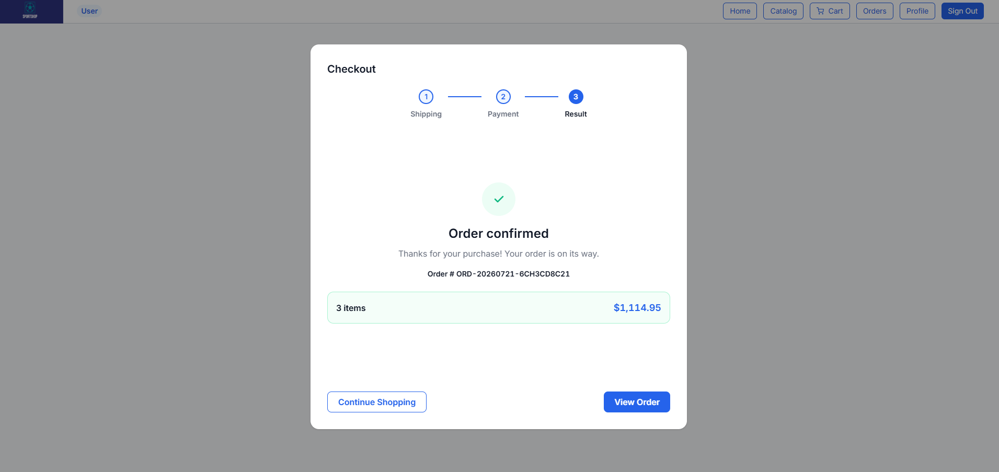 SPORTSHOP
User
Home
Catalog
Cart
Orders
Profile
Sign Out
Checkout
1
2
3
Shipping
Payment
Result
Order confirmed
Thanks for your purchase! Your order is on its way.
Order # ORD-20260721-6CH3CD8C21
3 items
$1,114.95
Continue Shopping
View Order